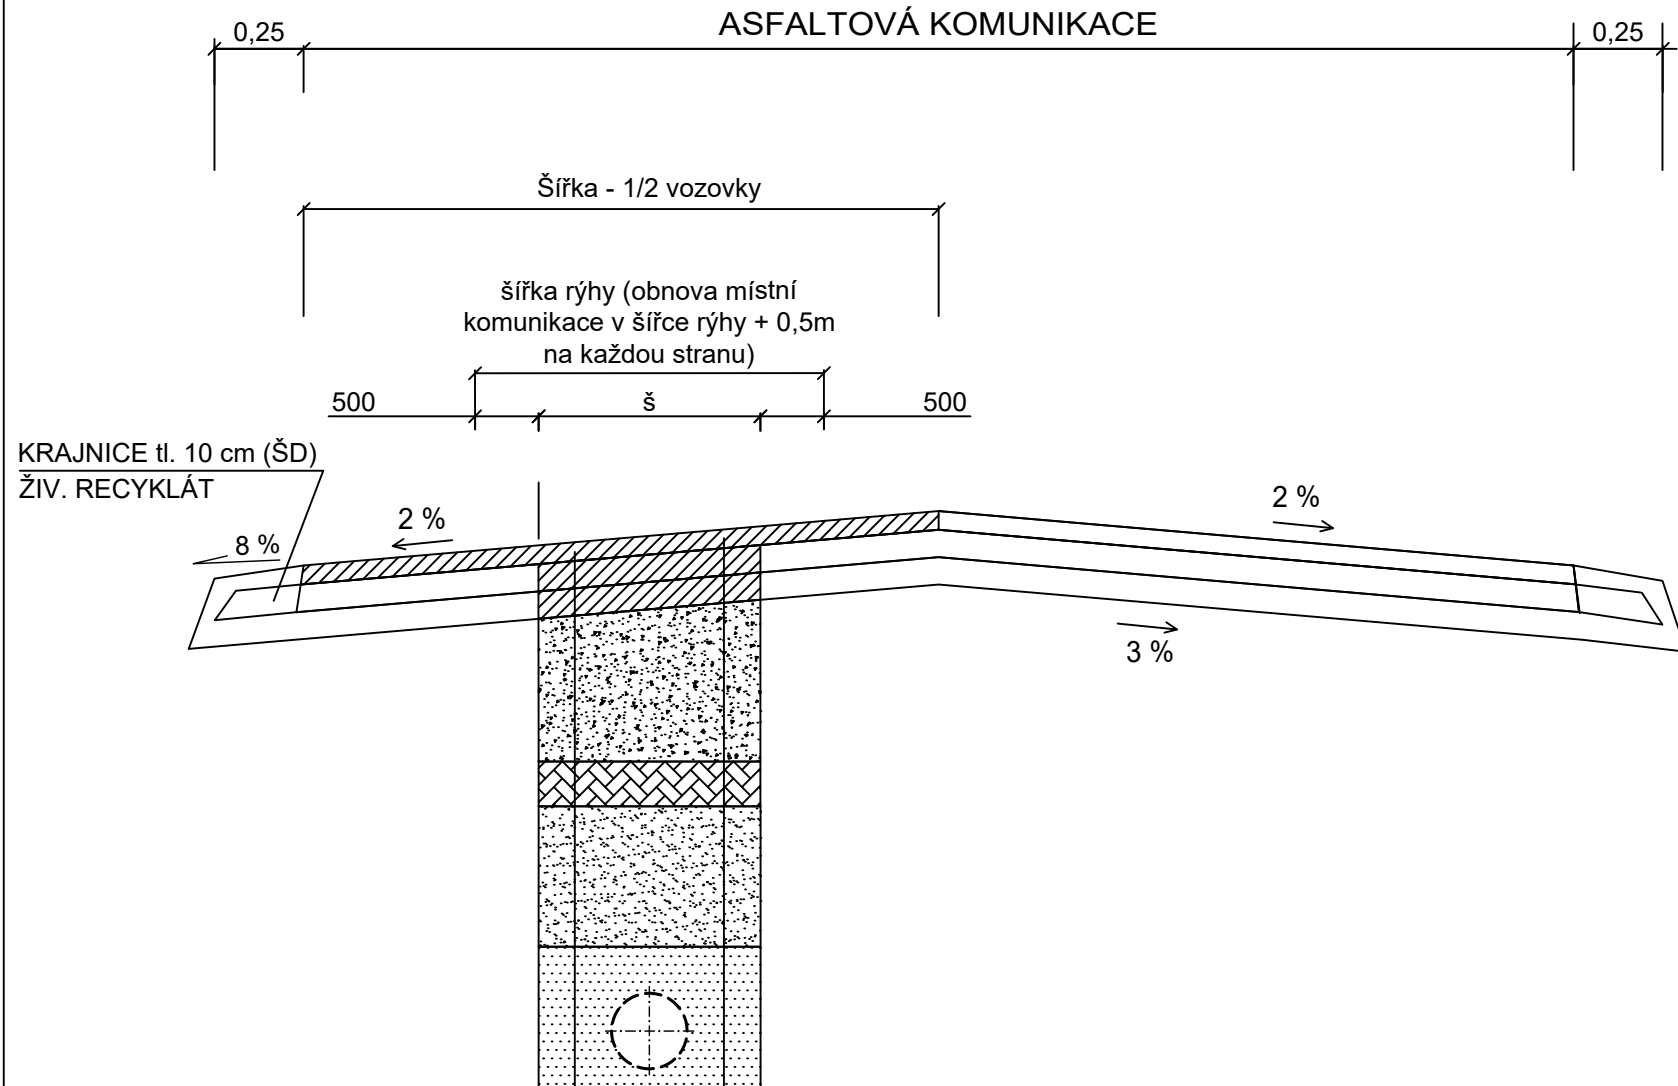 ASFALTOVÁ KOMUNIKACE
0,25
0,25
Šířka - 1/2 vozovky
šířka rýhy (obnova místní
komunikace v šířce rýhy + 0,5m
na každou stranu)
500
š
500
KRAJNICE tl. 10 cm (ŠD)
ŽIV. RECYKLÁT
8 %
2 %
2 %
3 %